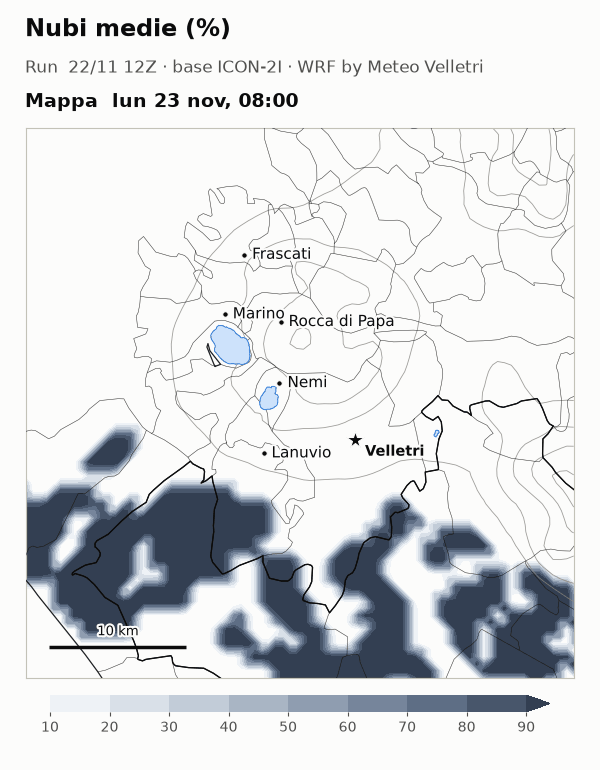 Nubi medie (%)
Run  22/11 12Z · base ICON-2I · WRF by Meteo Velletri
Mappa  lun 23 nov, 08:00
Frascati
Marino
Rocca di Papa
Nemi
Velletri
Lanuvio
10 km
10 20 30 40 50 60 70 80 90